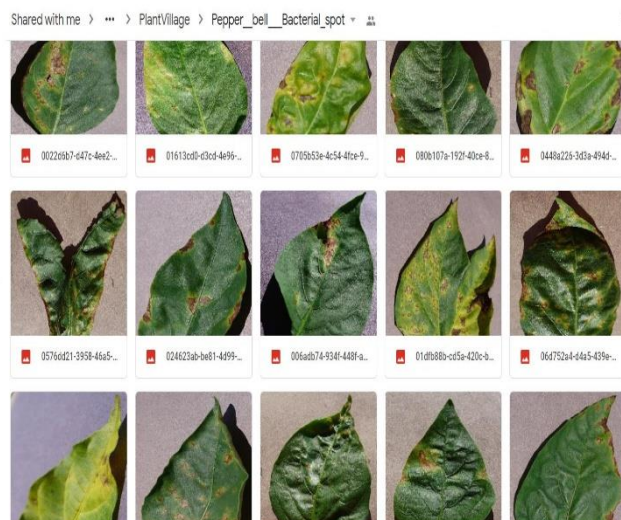 Shared with me > ••• > PlantVillage > Pepper__bell___Bacterial_spot
0022d6b7-d47c-4ee2-...
01613cd0-d3cd-4e96-...
0705b53e-4c54-4fce-9...
080b107a-192f-40ce-8...
0448a226-3d3a-494d-...
0576dd21-3958-46a5-...
024623ab-be81-4d99-...
006adb74-934f-448f-a...
01dfb88b-cd5a-420c-b...
06d752a4-d4a5-439e-...